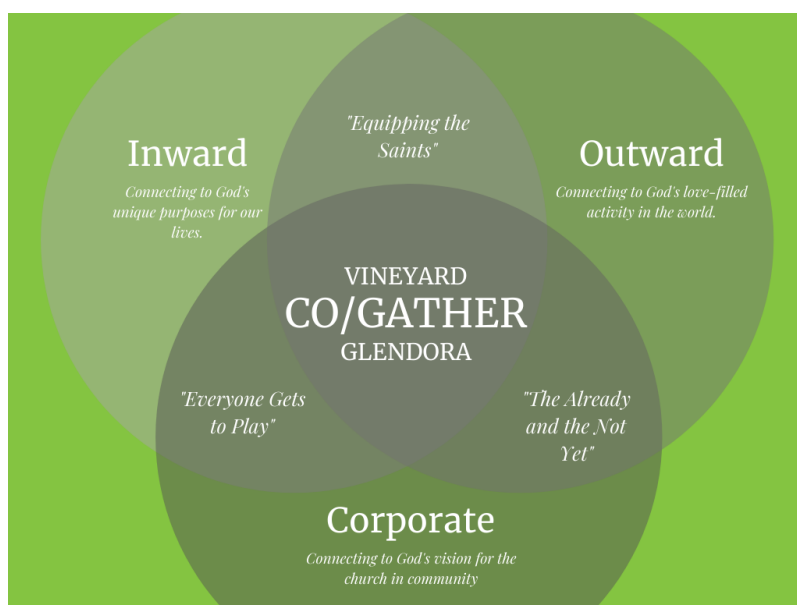 "Equipping the
Saints"
Inward
Connecting to God's
unique purposes for our
lives.
Outward
Connecting to God's love-filled
activity in the world.
VINEYARD
CO/GATHER
GLENDORA
"Everyone Gets
to Play"
"The Already
and the Not
Yet"
Corporate
Connecting to God's vision for the
church in community